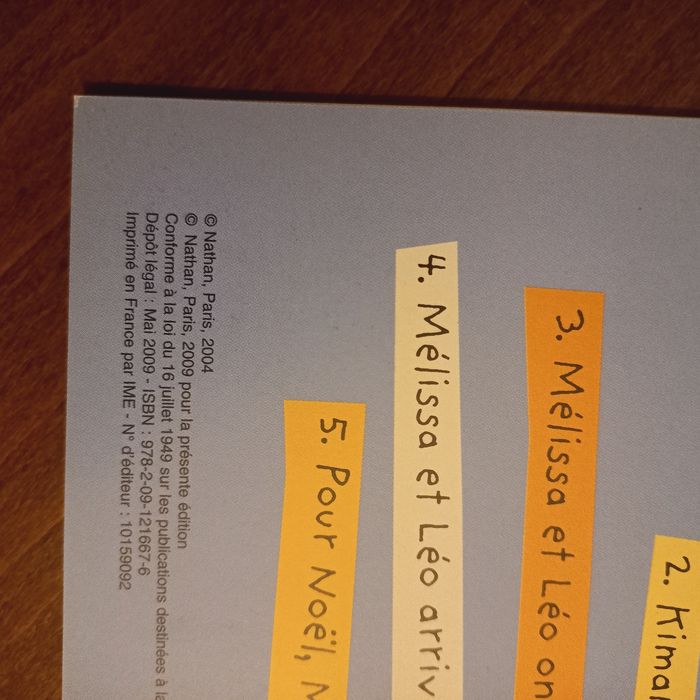 2. Kima
3. Mélissa et Léo on
4. Mélissa et Léo arriv
5. Pour Noël, M
© Nathan, Paris, 2004
© Nathan, Paris, 2009 pour la présente édition
Conforme à la loi du 16 juillet 1949 sur les publications destinées à la
Dépôt légal : Mai 2009 - ISBN : 978-2-09-121667-6
Imprimé en France par IME - N° d'éditeur : 10159092